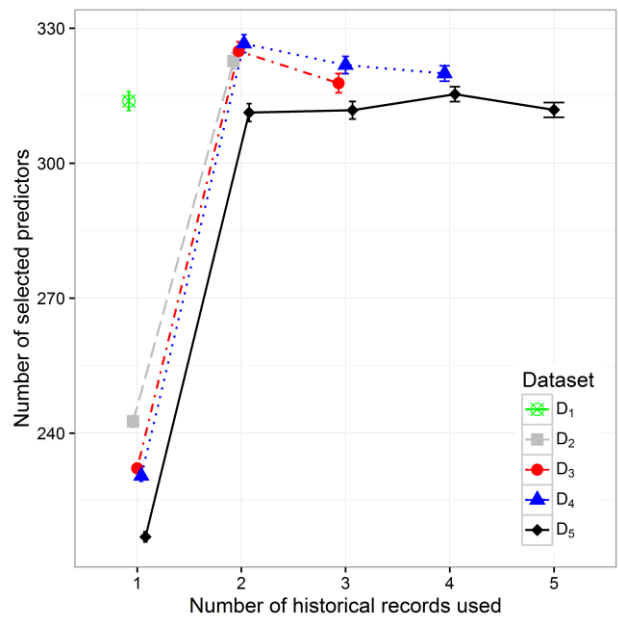 Number of selected predictors
330
300
270
240
1 2 3 4 5
Number of historical records used
Dataset
D₁
D₂
D₃
D₄
D₅